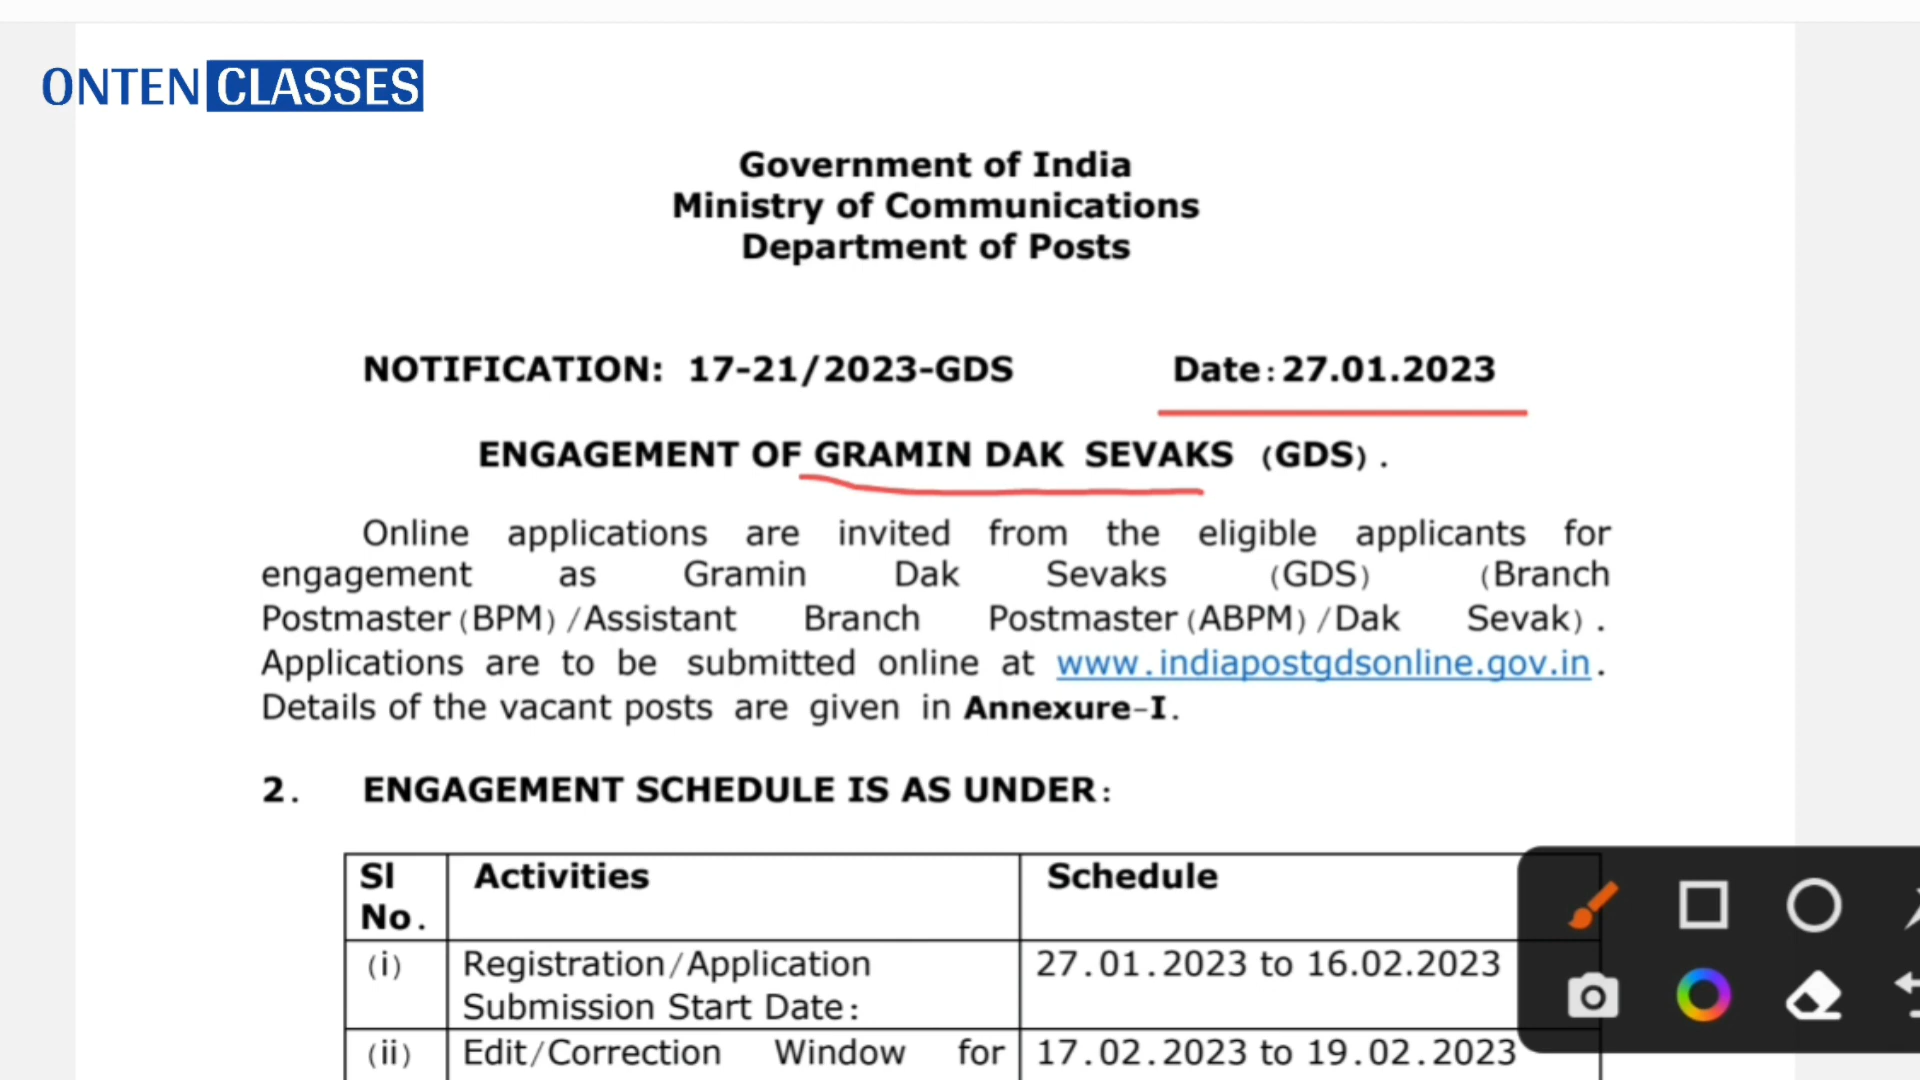 ONTEN CLASSES
Government of India
Ministry of Communications
Department of Posts
NOTIFICATION: 17-21/2023-GDS Date:27.01.2023
ENGAGEMENT OF GRAMIN DAK SEVAKS (GDS).
Online applications are invited from the eligible applicants for
engagement as Gramin Dak Sevaks (GDS) (Branch
Postmaster(BPM)/Assistant Branch Postmaster(ABPM)/Dak Sevak).
Applications are to be submitted online at www.indiapostgdsonline.gov.in.
Details of the vacant posts are given in Annexure-I.
2. ENGAGEMENT SCHEDULE IS AS UNDER:
Sl No. Activities Schedule
(i) Registration/Application 27.01.2023 to 16.02.2023
Submission Start Date:
(ii) Edit/Correction Window for 17.02.2023 to 19.02.2023